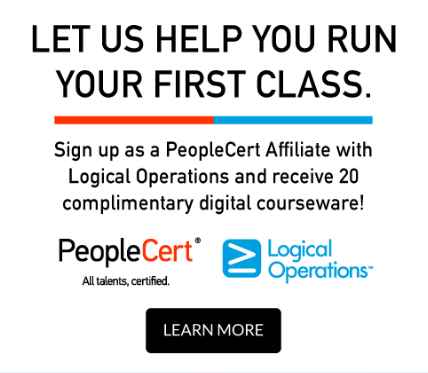 LET US HELP YOU RUN
YOUR FIRST CLASS.
Sign up as a PeopleCert Affiliate with
Logical Operations and receive 20
complimentary digital courseware!
PeopleCert®
All talents, certified.
Logical
Operations™
LEARN MORE